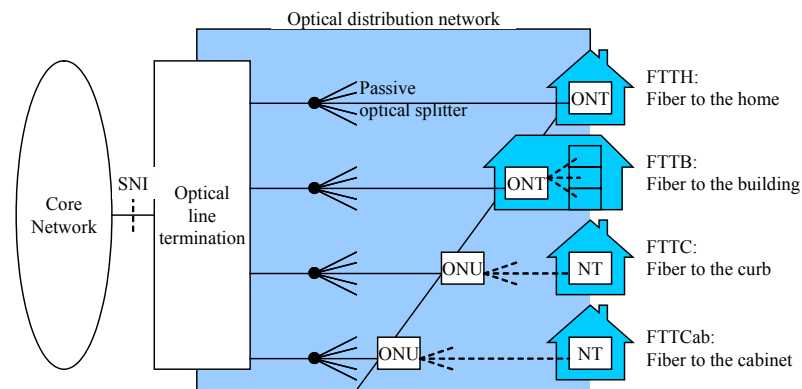 Optical distribution network
Core
Network
SNI
Optical
line
termination
Passive
optical splitter
ONT
FTTH:
Fiber to the home
ONT
FTTB:
Fiber to the building
ONU
NT
FTTC:
Fiber to the curb
ONU
NT
FTTCab:
Fiber to the cabinet